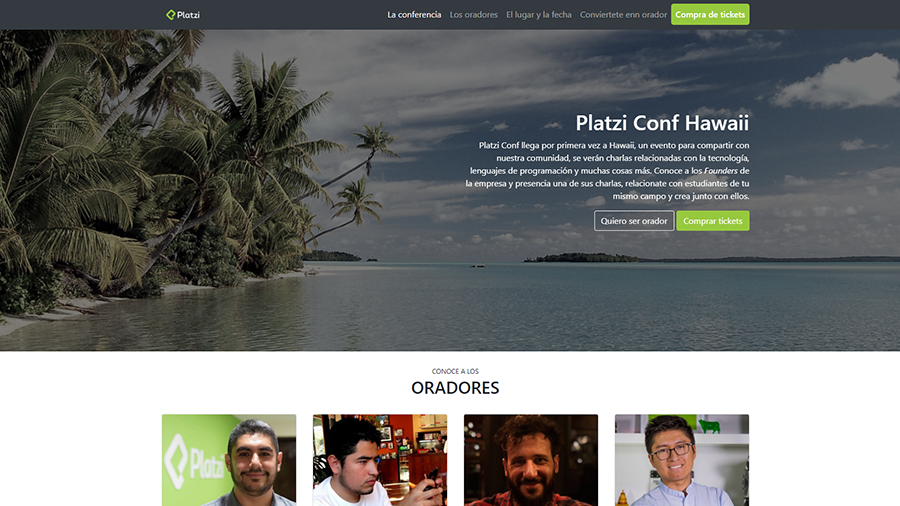 Platzi
La conferencia
Los oradores
El lugar y la fecha
Conviertete enn orador
Compra de tickets
Platzi Conf Hawaii
Platzi Conf llega por primera vez a Hawaii, un evento para compartir con
nuestra comunidad, se verán charlas relacionadas con la tecnología,
lenguajes de programación y muchas cosas más. Conoce a los Founders de
la empresa y presencia una de sus charlas, relacionate con estudiantes de tu
mismo campo y crea junto con ellos.
Quiero ser orador
Comprar tickets
CONOCE A LOS
ORADORES
Platzi